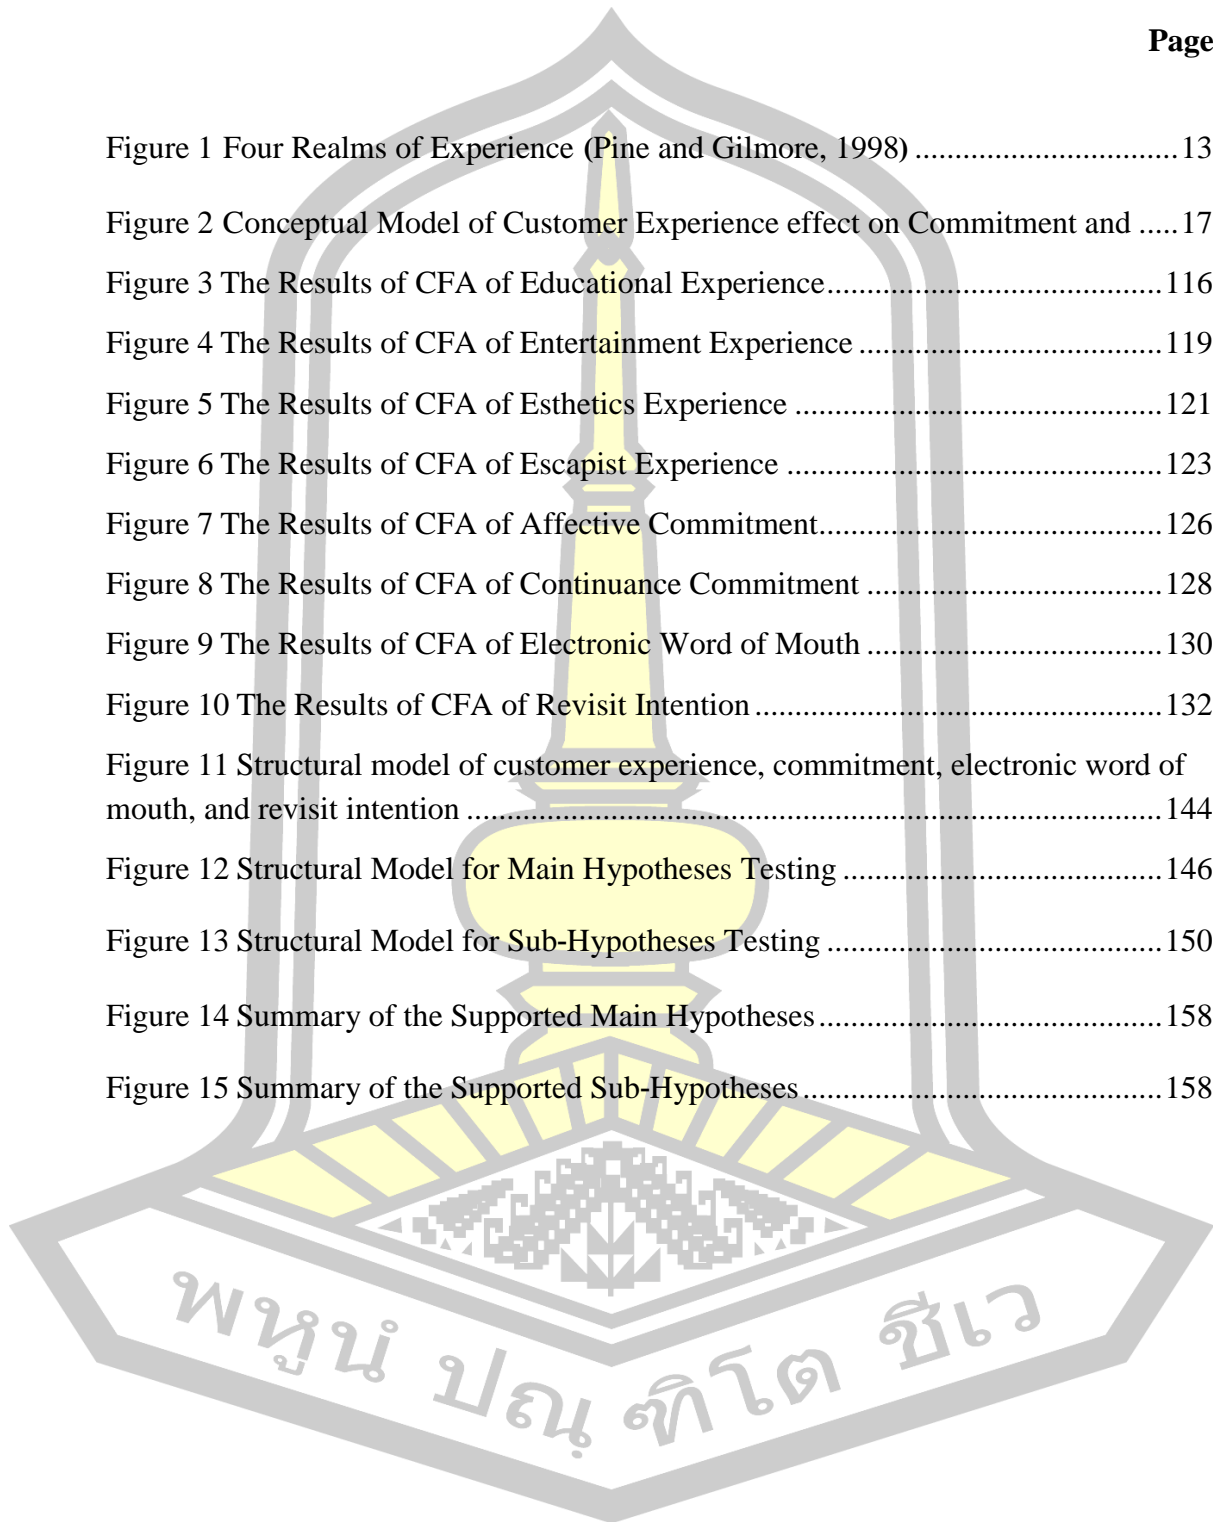 Page
Figure 1 Four Realms of Experience (Pine and Gilmore, 1998) ................................13
Figure 2 Conceptual Model of Customer Experience effect on Commitment and .....17
Figure 3 The Results of CFA of Educational Experience.........................................116
Figure 4 The Results of CFA of Entertainment Experience .....................................119
Figure 5 The Results of CFA of Esthetics Experience .............................................121
Figure 6 The Results of CFA of Escapist Experience ..............................................123
Figure 7 The Results of CFA of Affective Commitment..........................................126
Figure 8 The Results of CFA of Continuance Commitment ....................................128
Figure 9 The Results of CFA of Electronic Word of Mouth ....................................130
Figure 10 The Results of CFA of Revisit Intention ..................................................132
Figure 11 Structural model of customer experience, commitment, electronic word of
mouth, and revisit intention .....................................................................................144
Figure 12 Structural Model for Main Hypotheses Testing .......................................146
Figure 13 Structural Model for Sub-Hypotheses Testing .........................................150
Figure 14 Summary of the Supported Main Hypotheses ..........................................158
Figure 15 Summary of the Supported Sub-Hypotheses ............................................158
พหูนํ ปณฺ ฑิโต ชีเว